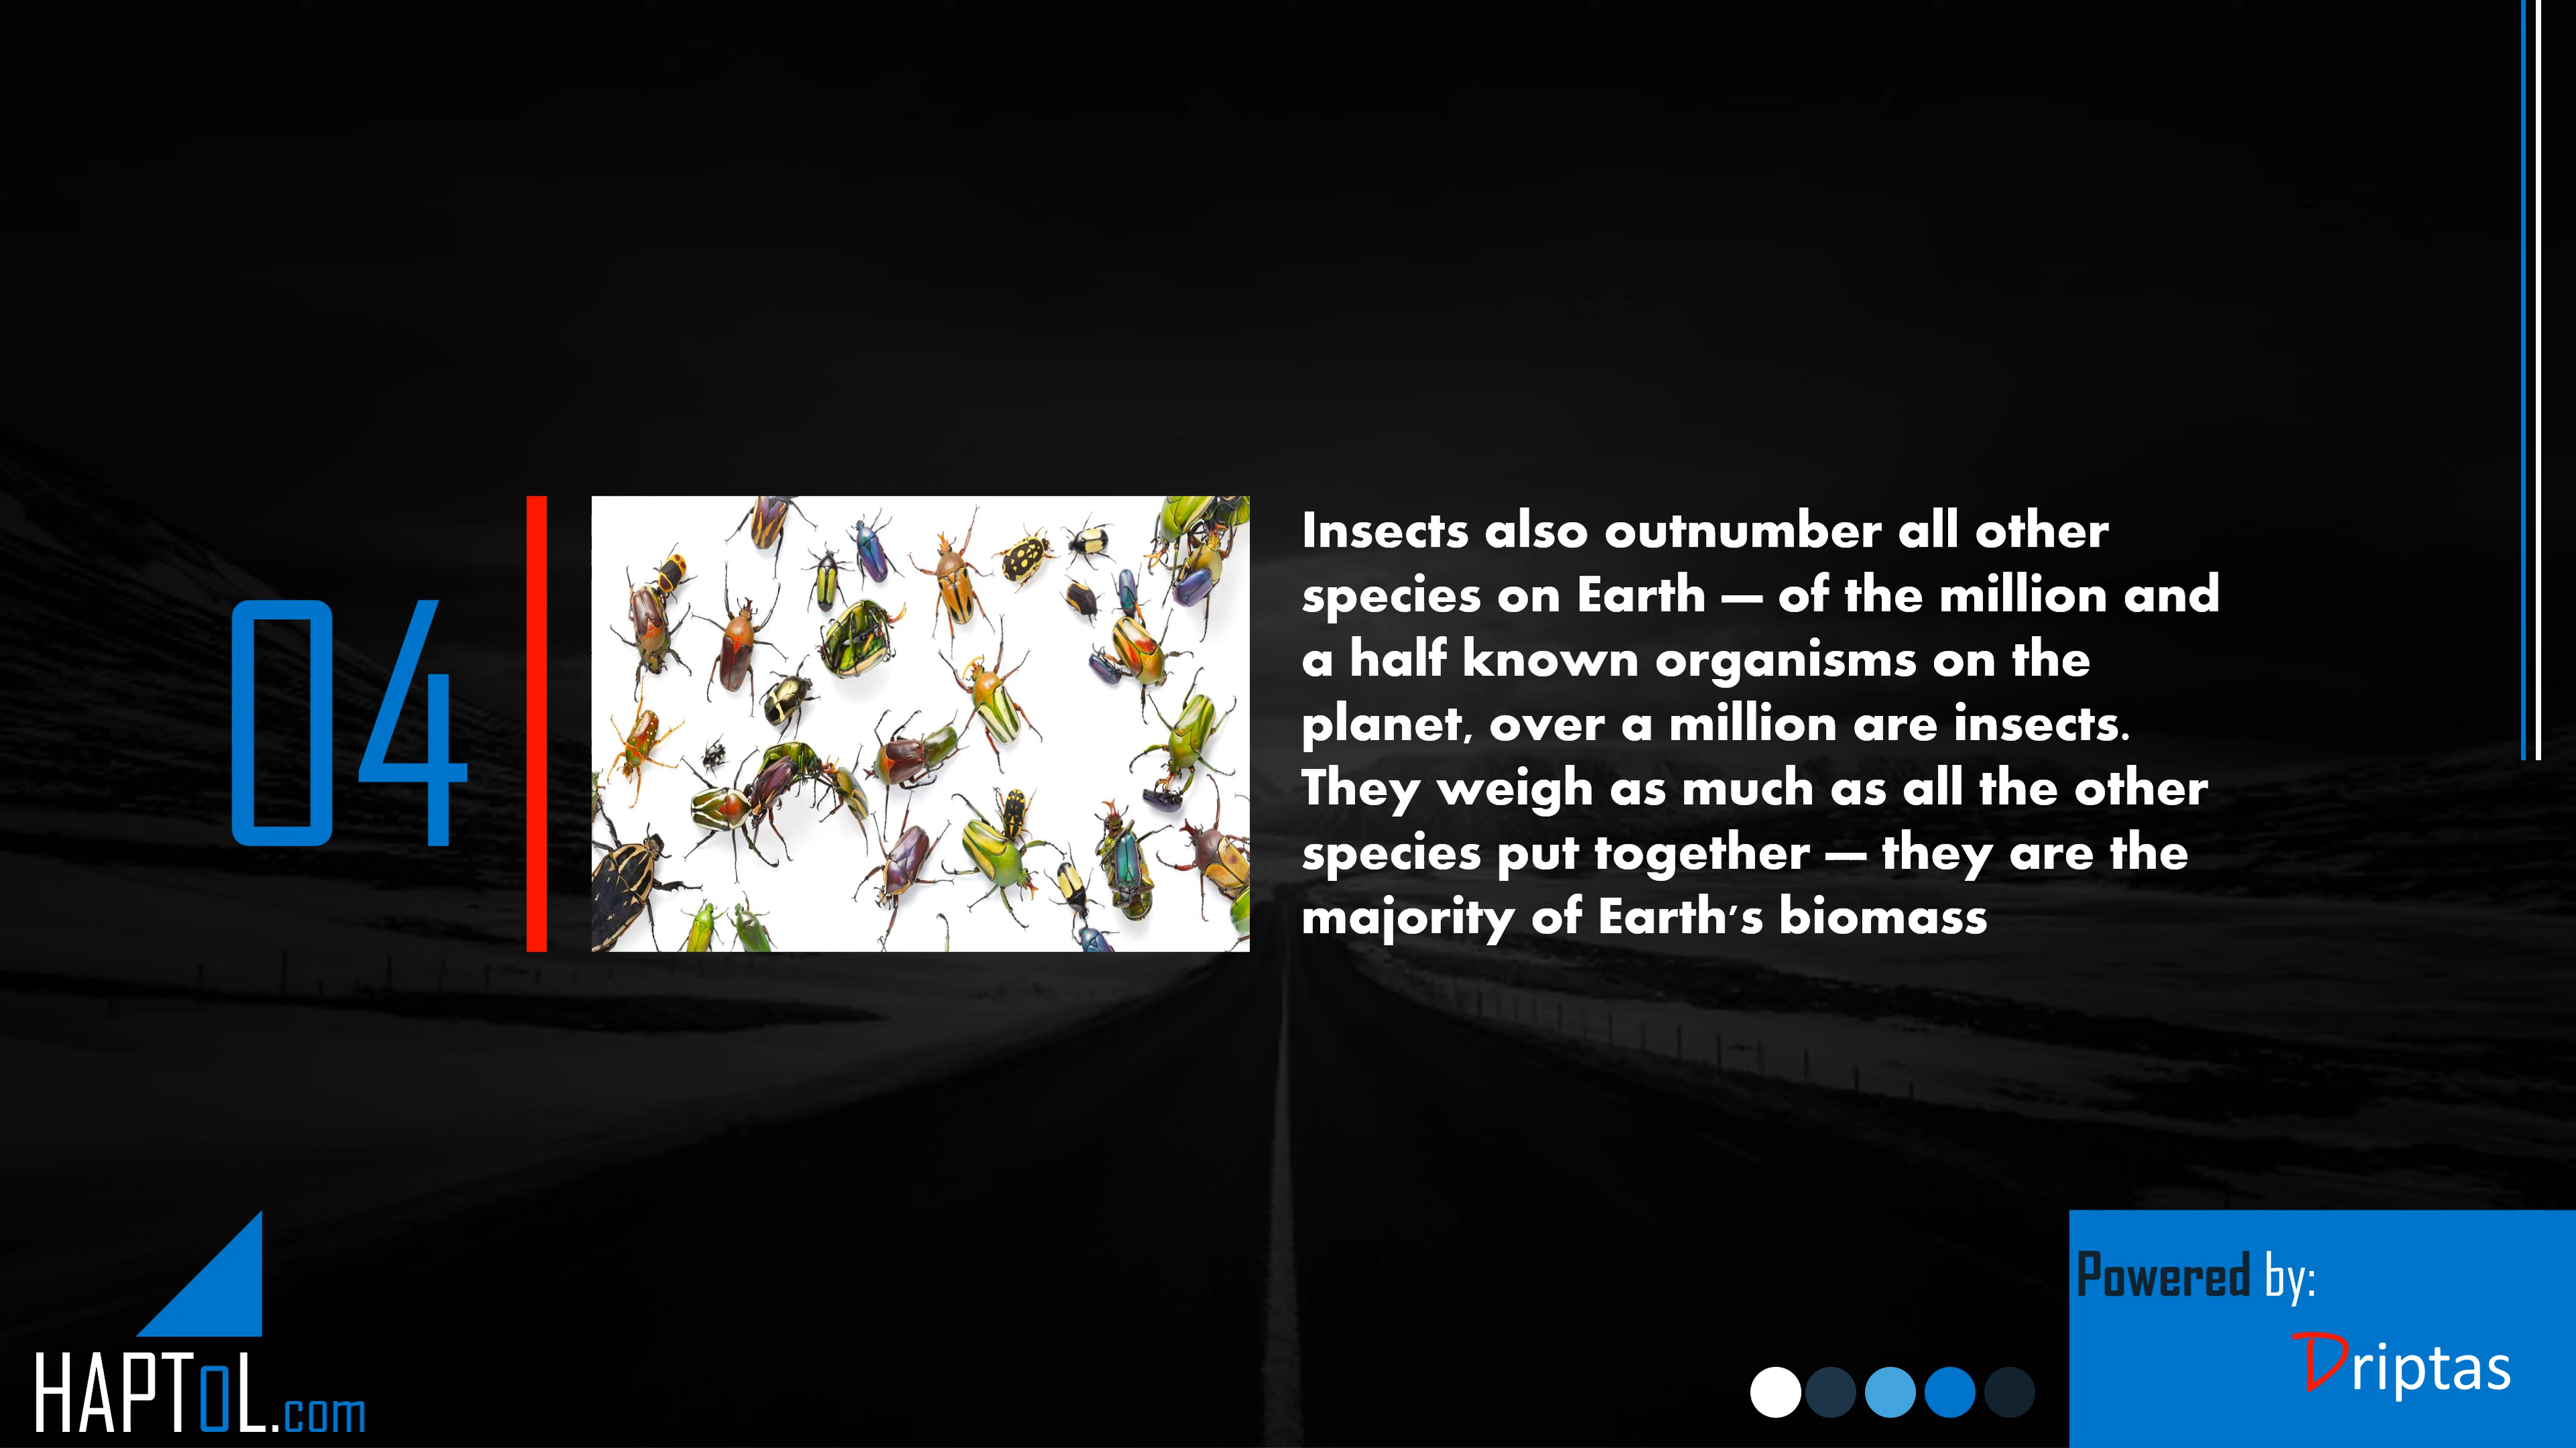 04
Insects also outnumber all other
species on Earth — of the million and
a half known organisms on the
planet, over a million are insects.
They weigh as much as all the other
species put together — they are the
majority of Earth's biomass
HAPToL.com
Powered by:
Driptas